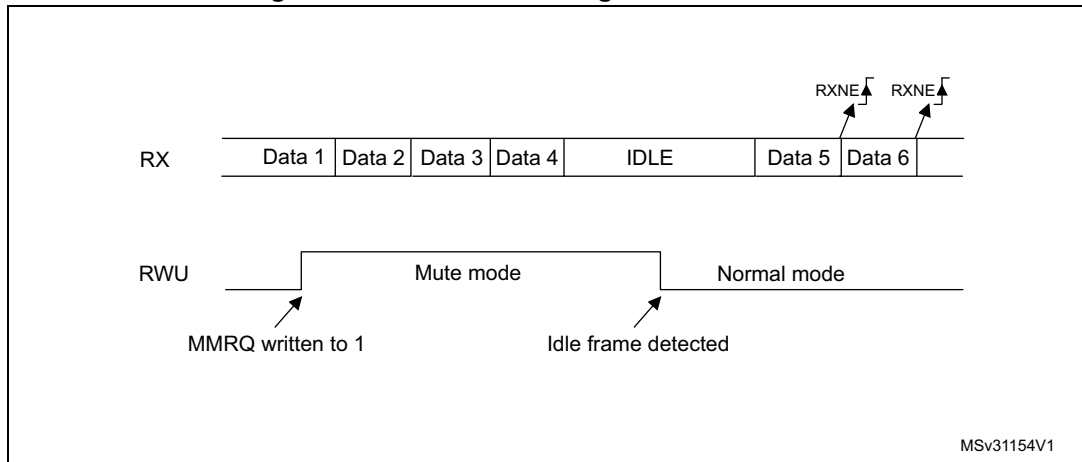 RXNE RXNE
RX Data 1 Data 2 Data 3 Data 4 IDLE Data 5 Data 6
RWU Mute mode Normal mode
MMRQ written to 1 Idle frame detected
MSv31154V1